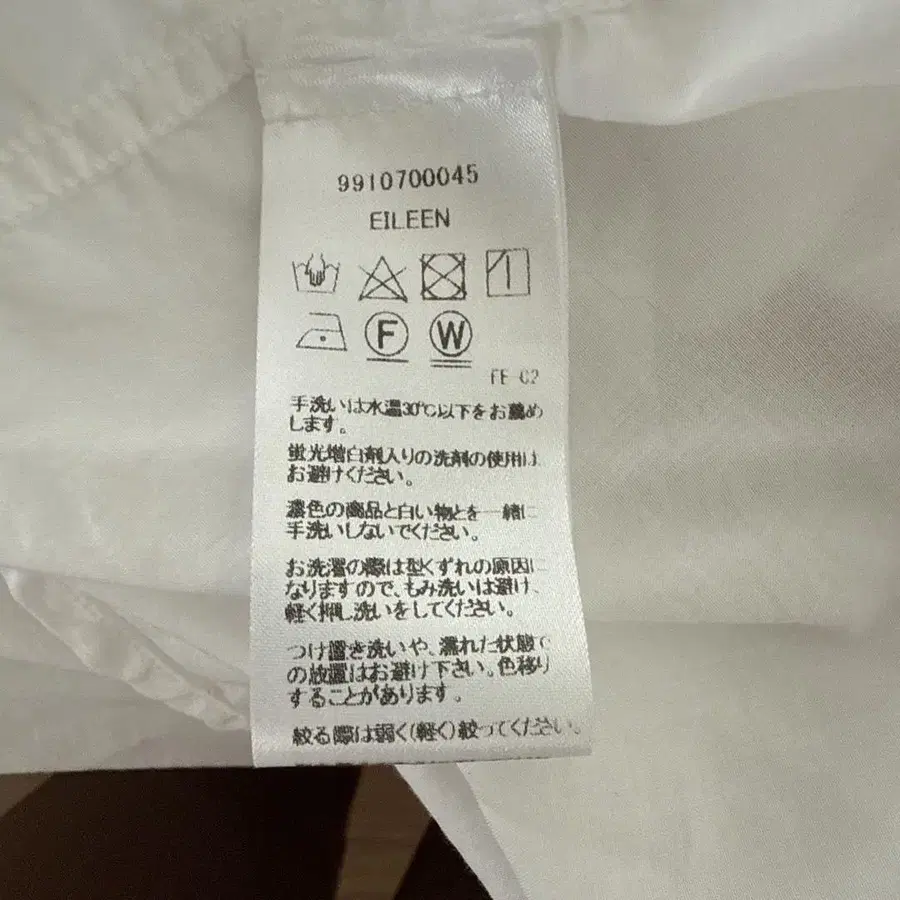 9910700045
EILEEN
F W
FE-02
手洗いは水温30℃以下をお薦め
します。
蛍光増白剤入りの洗剤の使用は
お避けください。
濃色の商品と白い物とを一緒に
手洗いしないでください。
お洗濯の際は型くずれの原因に
なりますので、もみ洗いは避け、
軽く押し洗いをしてください。
つけ置き洗いや、濡れた状態で
の放置はお避け下さい。色移り
することがあります。
絞る際は弱く(軽く)絞ってください。